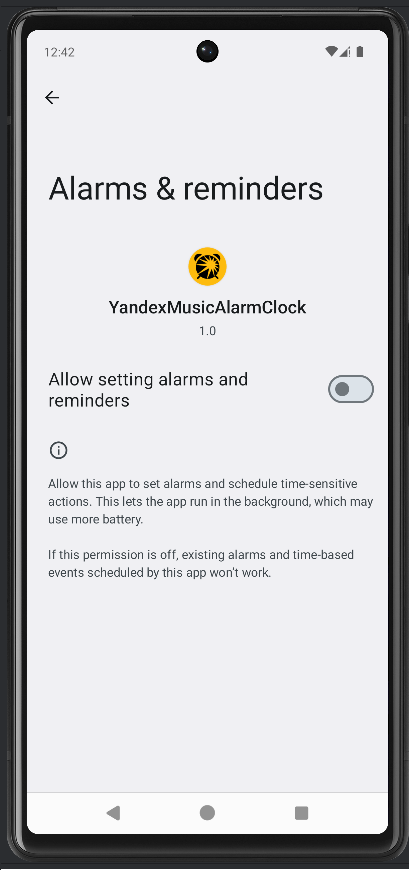 12:42
Alarms & reminders
YandexMusicAlarmClock
1.0
Allow setting alarms and
reminders
Allow this app to set alarms and schedule time-sensitive
actions. This lets the app run in the background, which may
use more battery.
If this permission is off, existing alarms and time-based
events scheduled by this app won't work.